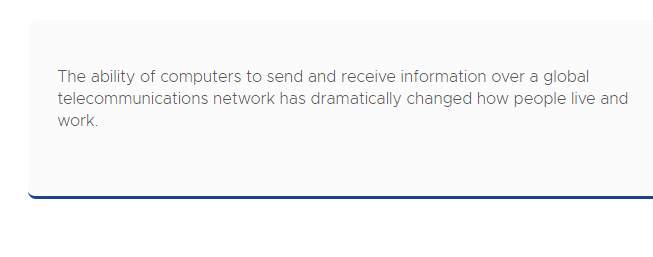 The ability of computers to send and receive information over a global
telecommunications network has dramatically changed how people live and
work.